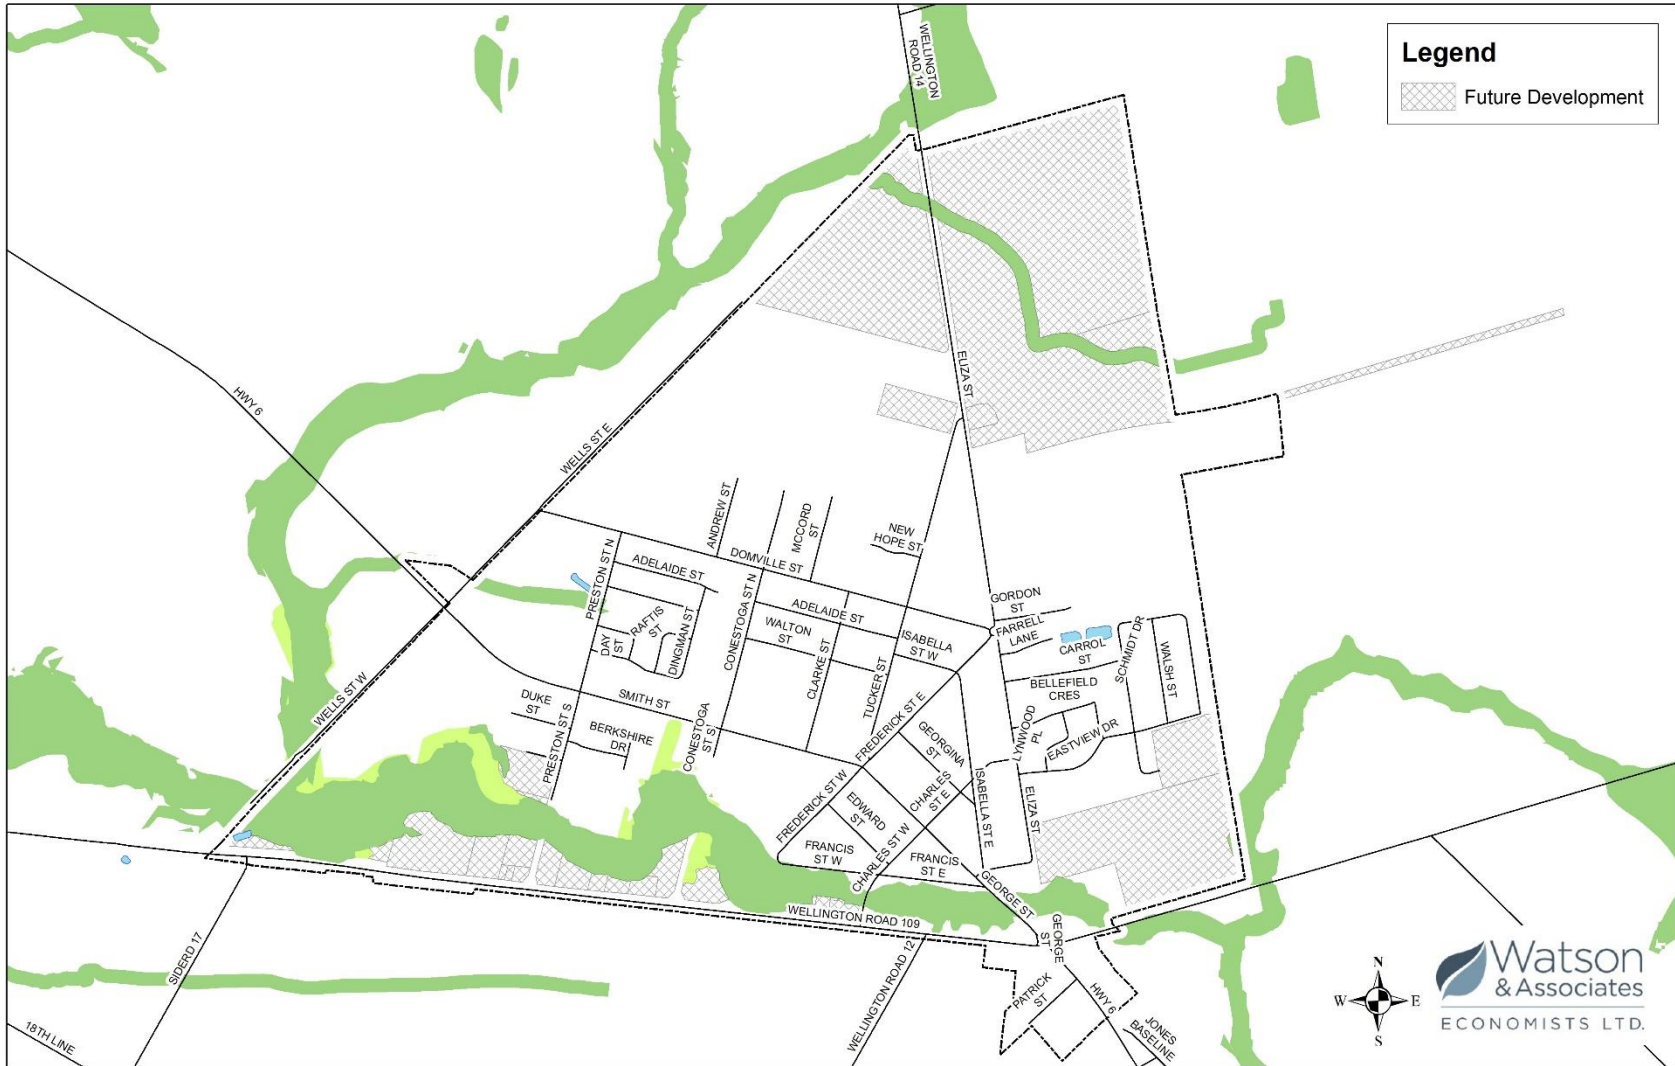 WELLINGTON
ROAD 14
Legend
Future Development
HWY 6
WELLS ST E
ELIZA ST
ANDREW ST
MCCORD
ST
NEW
HOPE ST
DOMVILLE ST
PRESTON ST N
ADELAIDE ST
CONESTOGA ST N
ADELAIDE ST
GORDON
ST
FARRELL
LANE
RAFTIS
ST
DAY
ST
DINGMAN ST
WALTON
ST
CLARKE ST
ISABELLA
ST W
TUCKER ST
CARROL
ST
SCHMIDT DR
WALSH ST
BELLEFIELD
CRES
WELLS ST W
DUKE
ST
SMITH ST
PRESTON ST S
BERKSHIRE
DR
CONESTOGA
ST S
FREDERICK ST E
GEORGINA
ST
LYNWOOD
PL
EASTVIEW DR
FREDERICK ST W
EDWARD
ST
CHARLES
ST E
ISABELLA ST E
ELIZA ST
FRANCIS
ST W
CHARLES ST W
FRANCIS
ST E
GEORGE ST
WELLINGTON ROAD 109
GEORGE
ST
SIDERD 17
WELLINGTON ROAD 12
PATRICK
ST
HWY 6
JONES
BASELINE
18TH LINE
N
W E
S
Watson
& Associates
ECONOMISTS LTD.